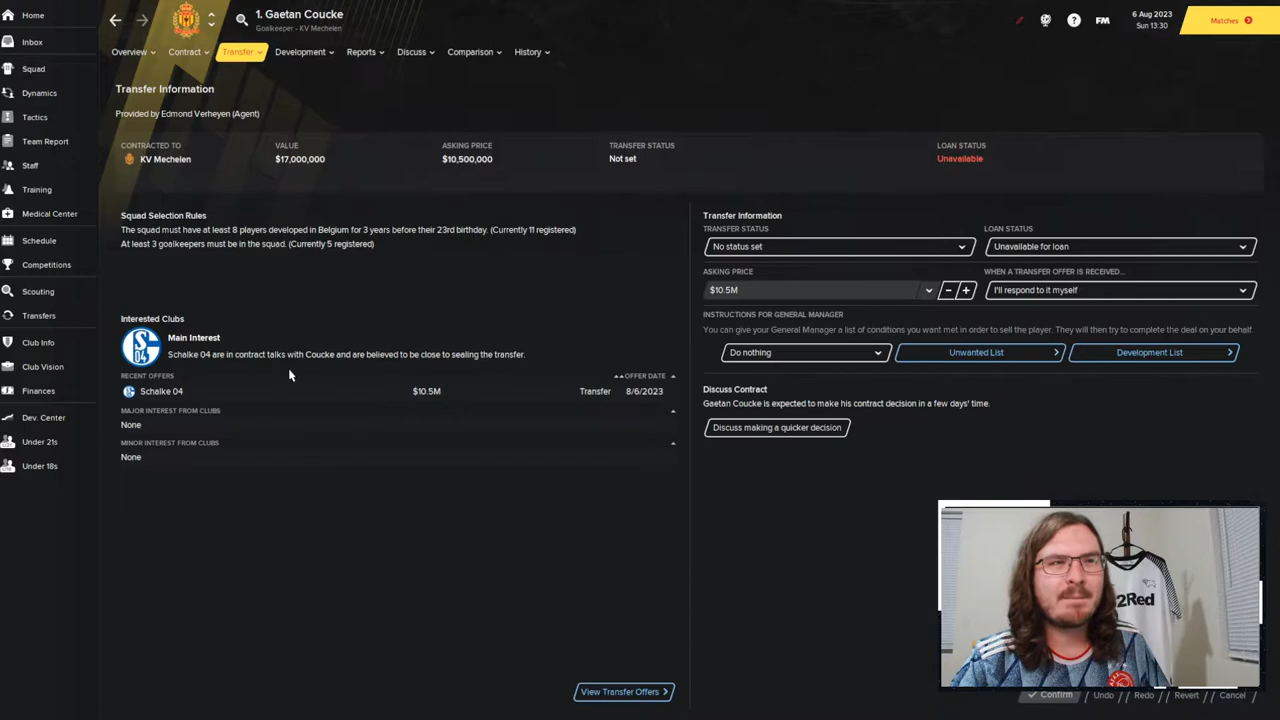 Home
Inbox
Squad
Dynamics
Tactics
Team Report
Staff
Training
Medical Center
Schedule
Competitions
Scouting
Transfers
Club Info
Club Vision
Finances
Dev. Center
Under 21s
Under 18s
1. Gaetan Coucke
Goalkeeper - KV Mechelen
FM
6 Aug 2023
Sun 13:30
Matches
Overview
Contract
Transfer
Development
Reports
Discuss
Comparison
History
Transfer Information
Provided by Edmond Verheyen (Agent)
CONTRACTED TO
KV Mechelen
VALUE
$17,000,000
ASKING PRICE
$10,500,000
TRANSFER STATUS
Not set
LOAN STATUS
Unavailable
Squad Selection Rules
The squad must have at least 8 players developed in Belgium for 3 years before their 23rd birthday. (Currently 11 registered)
At least 3 goalkeepers must be in the squad. (Currently 5 registered)
Interested Clubs
Main Interest
Schalke 04 are in contract talks with Coucke and are believed to be close to sealing the transfer.
RECENT OFFERS
OFFER DATE
Schalke 04 $10.5M Transfer 8/6/2023
MAJOR INTEREST FROM CLUBS
None
MINOR INTEREST FROM CLUBS
None
View Transfer Offers
Transfer Information
TRANSFER STATUS
No status set
LOAN STATUS
Unavailable for loan
ASKING PRICE
$10.5M
WHEN A TRANSFER OFFER IS RECEIVED...
I'll respond to it myself
INSTRUCTIONS FOR GENERAL MANAGER
You can give your General Manager a list of conditions you want met in order to sell the player. They will then try to complete the deal on your behalf.
Do nothing
Unwanted List
Development List
Discuss Contract
Gaetan Coucke is expected to make his contract decision in a few days' time.
Discuss making a quicker decision
2Red
Confirm
Undo
Redo
Revert
Cancel